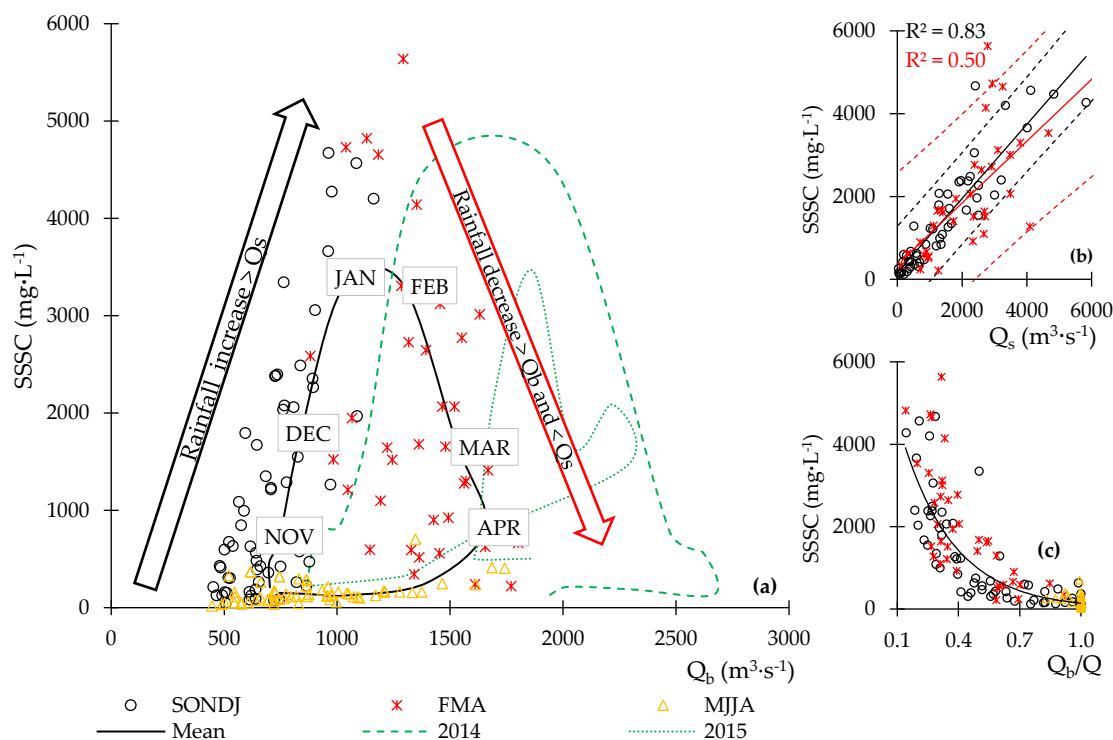 6000
5000
4000
3000
2000
1000
0
SSSC (mg·L⁻¹)
0
500
1000
1500
2000
2500
3000
Q_b (m³·s⁻¹)
Rainfall increase > Qs
Rainfall decrease >Qb and <Qs
JAN
FEB
DEC
MAR
NOV
APR
(a)
R² = 0.83
R² = 0.50
6000
4000
2000
0
SSSC (mg·L⁻¹)
(b)
0
2000
4000
6000
Q_s (m³·s⁻¹)
6000
4000
2000
0
SSSC (mg·L⁻¹)
(c)
0.1
0.4
0.7
1.0
Q_b/Q
SONDJ
FMA
MJJA
Mean
2014
2015